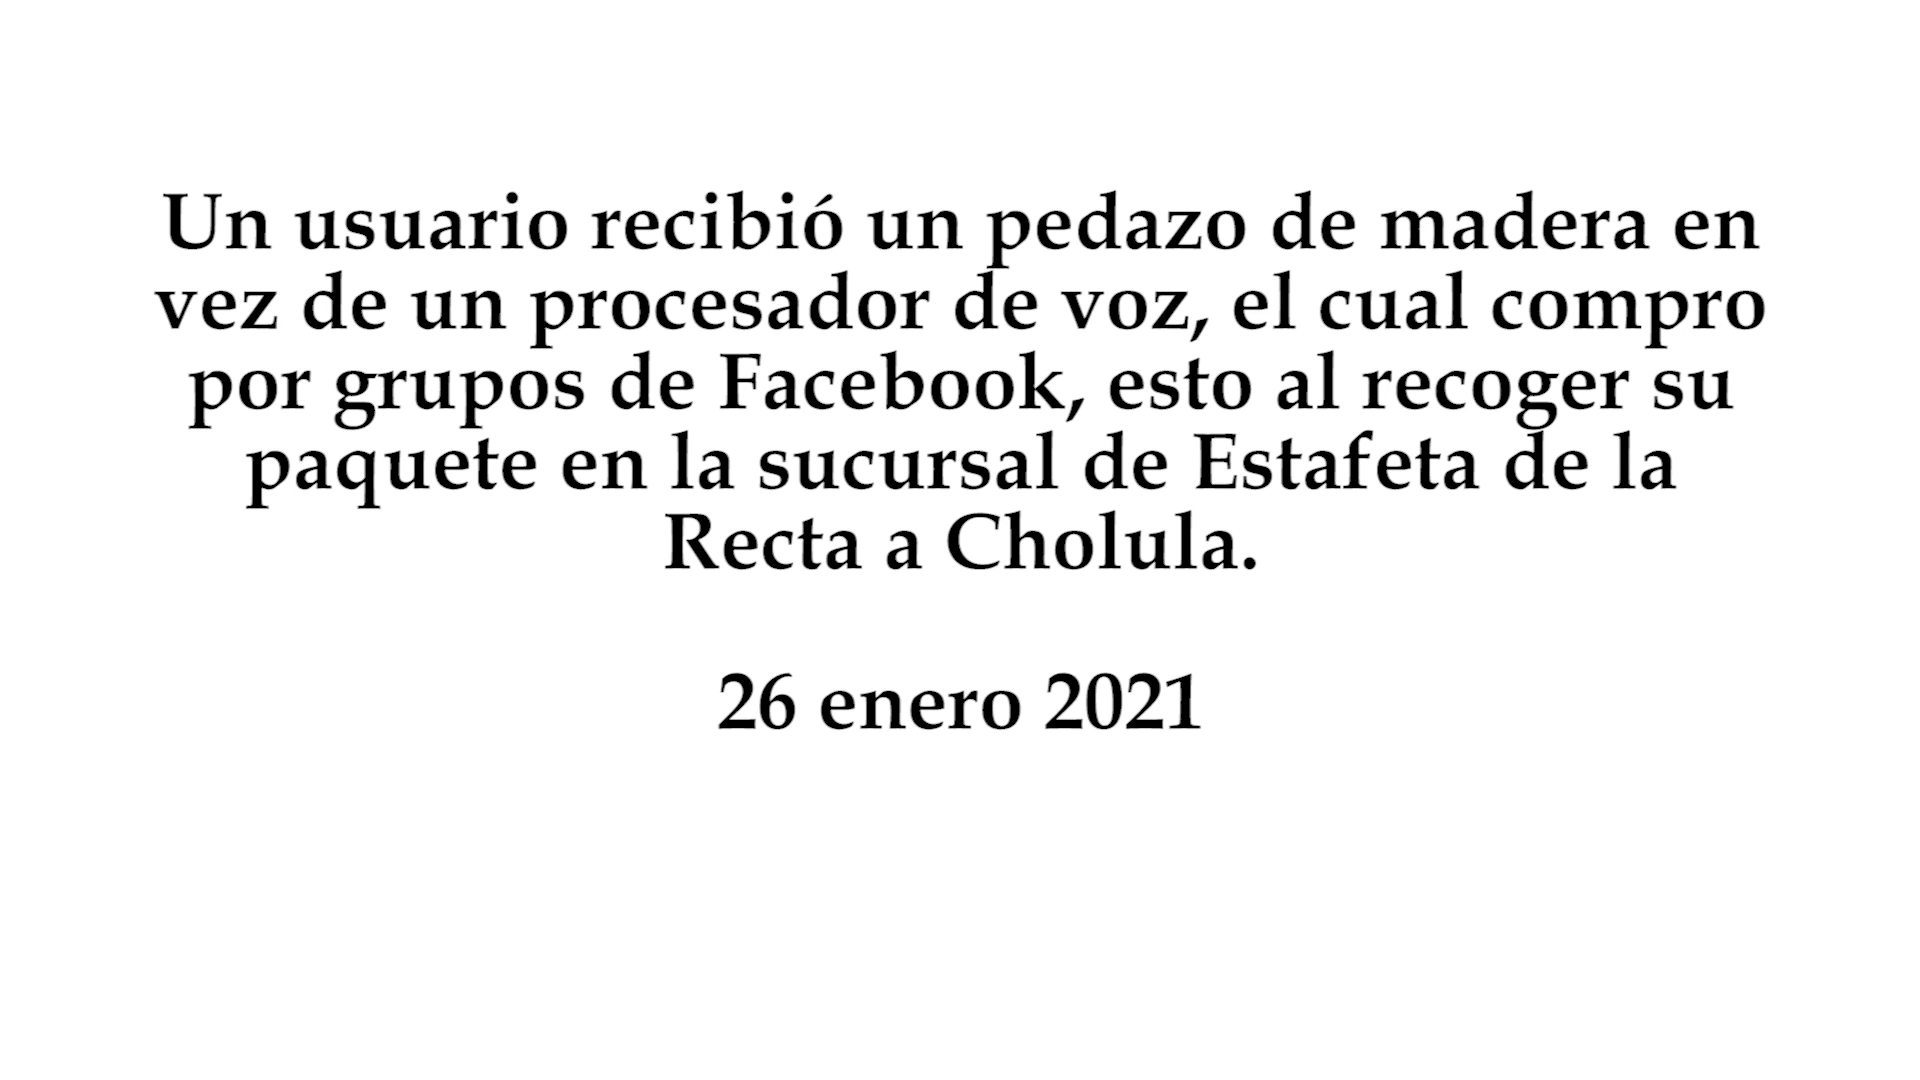 Un usuario recibió un pedazo de madera en
vez de un procesador de voz, el cual compro
por grupos de Facebook, esto al recoger su
paquete en la sucursal de Estafeta de la
Recta a Cholula.
26 enero 2021